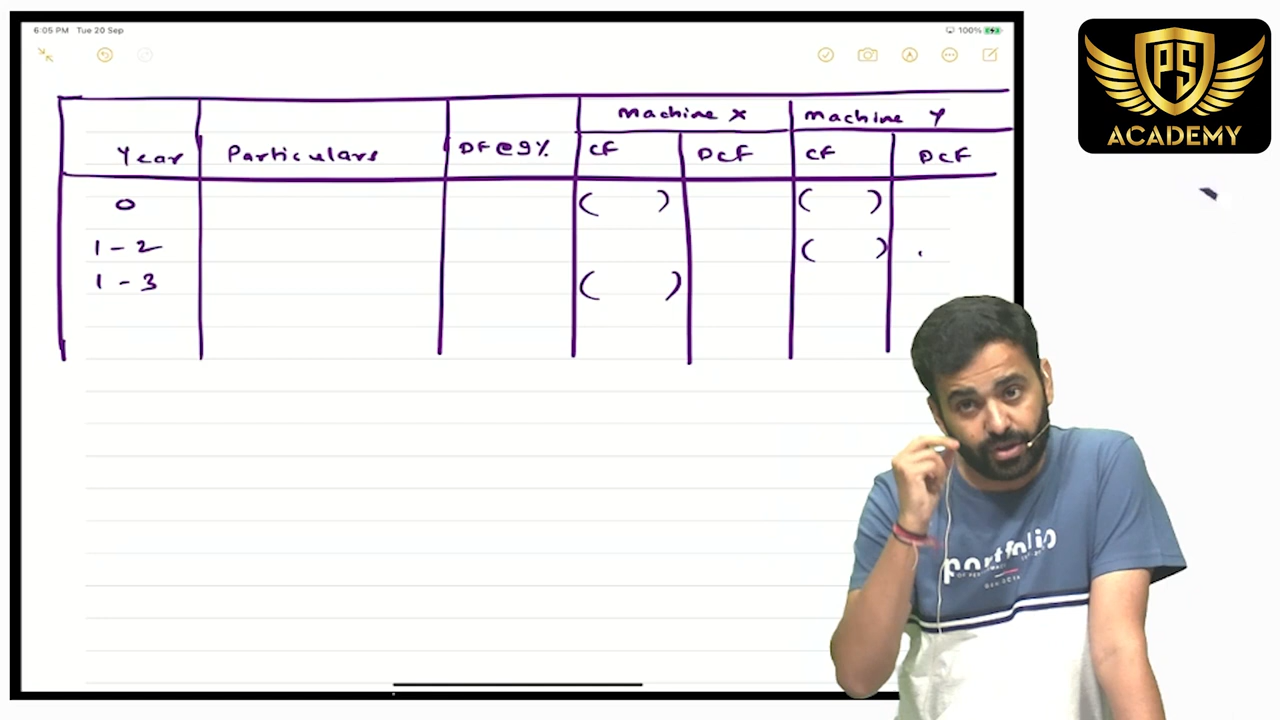 6:05 PM Tue 20 Sep
100%
PS
ACADEMY
Machine X
Machine Y
Year
Particulars
DF@9%
CF
DCF
CF
DCF
0
( )
( )
1 - 2
( )
1 - 3
( )
portfolio